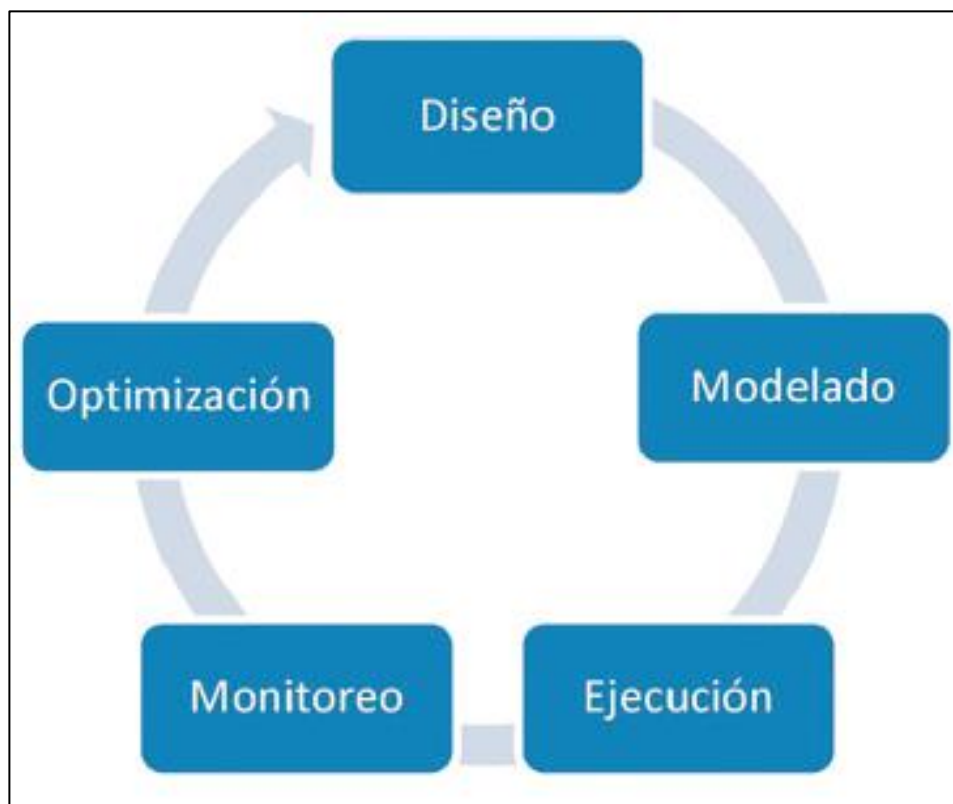 Diseño
Modelado
Ejecución
Monitoreo
Optimización